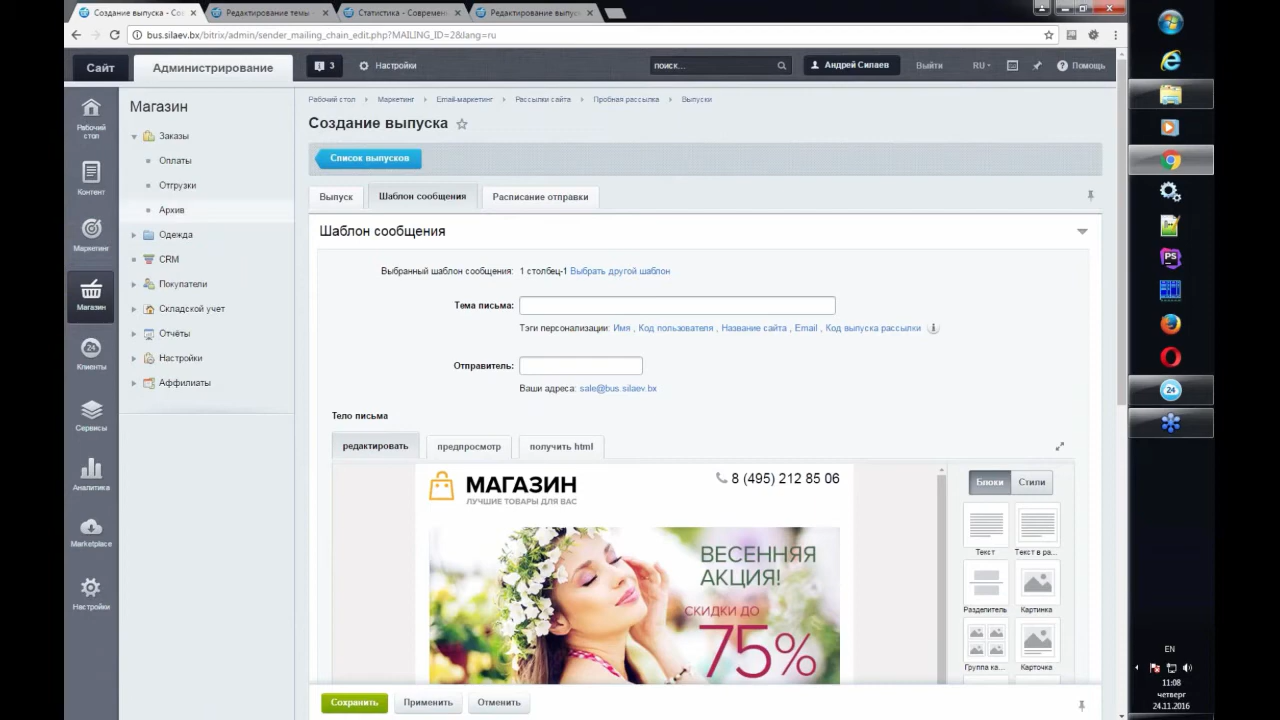 Создание выпуска - Со
Редактирование темы
Статистика - Современ
Редактирование выпус
bus.silaev.bx/bitrix/admin/sender_mailing_chain_edit.php?MAILING_ID=2&lang=ru
Сайт
Администрирование
3
Настройки
поиск...
Андрей Силаев
Выйти
RU
Помощь
Рабочий стол
Контент
Маркетинг
Магазин
Клиенты
24
Сервисы
Аналитика
Marketplace
Настройки
Магазин
Заказы
Оплаты
Отгрузки
Архив
Одежда
CRM
Покупатели
Складской учет
Отчёты
Настройки
Аффилиаты
Рабочий стол > Маркетинг > Email-маркетинг > Рассылки сайта > Пробная рассылка > Выпуски
Создание выпуска
Список выпусков
Выпуск
Шаблон сообщения
Расписание отправки
Шаблон сообщения
Выбранный шаблон сообщения: 1 столбец-1 Выбрать другой шаблон
Тема письма:
Тэги персонализации: Имя , Код пользователя , Название сайта , Email , Код выпуска рассылки
Отправитель:
Ваши адреса: sale@bus.silaev.bx
Тело письма
редактировать
предпросмотр
получить html
МАГАЗИН
ЛУЧШИЕ ТОВАРЫ ДЛЯ ВАС
8 (495) 212 85 06
ВЕСЕННЯЯ
АКЦИЯ!
СКИДКИ ДО
75%
Блоки
Стили
Текст
Текст в ра...
Разделитель
Картинка
Группа ка...
Карточка
Сохранить
Применить
Отменить
PS
24
EN
11:08
четверг
24.11.2016